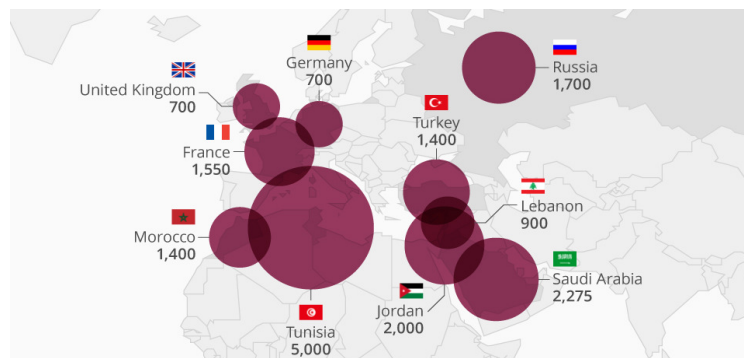 Germany
700
United Kingdom
700
Russia
1,700
France
1,550
Turkey
1,400
Lebanon
900
Morocco
1,400
Saudi Arabia
2,275
Jordan
2,000
Tunisia
5,000